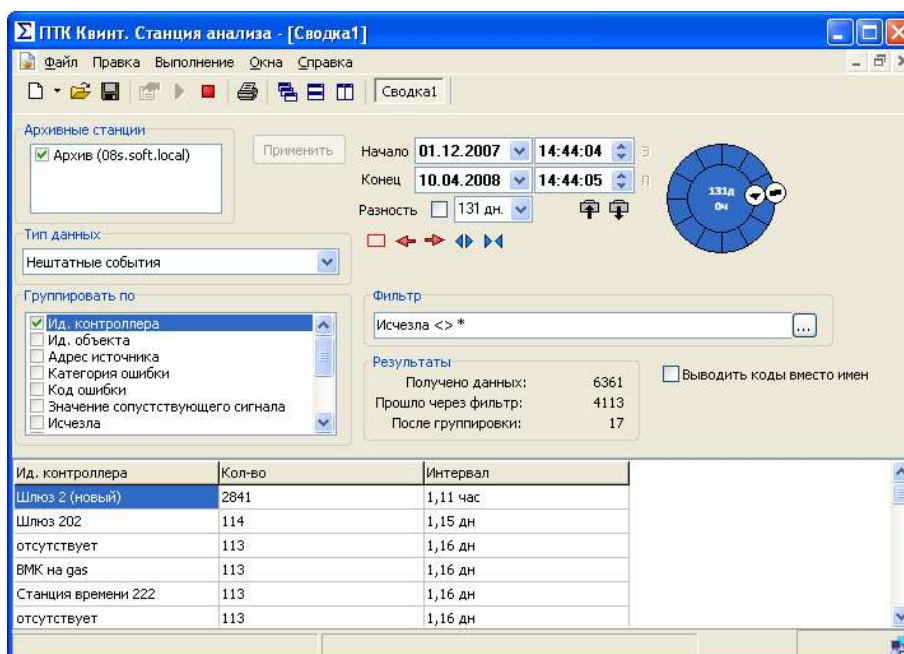 ПТК Квинт. Станция анализа - [Сводка1]
Файл Правка Выполнение Окна Справка
Сводка1
Архивные станции
Архив (08s.soft.local)
Применить
Начало 01.12.2007 14:44:04 З
Конец 10.04.2008 14:44:05 Л
Разность 131 дн.
131д
0ч
Тип данных
Нештатные события
Группировать по
Ид. контроллера
Ид. объекта
Адрес источника
Категория ошибки
Код ошибки
Значение сопустствующего сигнала
Исчезла
Фильтр
Исчезла <> *
...
Результаты
Получено данных: 6361
Прошло через фильтр: 4113
После группировки: 17
Выводить коды вместо имен
Ид. контроллера Кол-во Интервал
Шлюз 2 (новый) 2841 1,11 час
Шлюз 202 114 1,15 дн
отсутствует 113 1,16 дн
ВМК на gas 113 1,16 дн
Станция времени 222 113 1,16 дн
отсутствует 113 1,16 дн